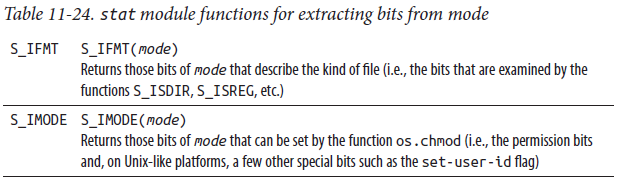 Table 11-24. stat module functions for extracting bits from mode
S_IFMT S_IFMT(mode)
Returns those bits of mode that describe the kind of file (i.e., the bits that are examined by the
functions S_ISDIR, S_ISREG, etc.)
S_IMODE S_IMODE(mode)
Returns those bits of mode that can be set by the function os.chmod (i.e., the permission bits
and, on Unix-like platforms, a few other special bits such as the set-user-id flag)